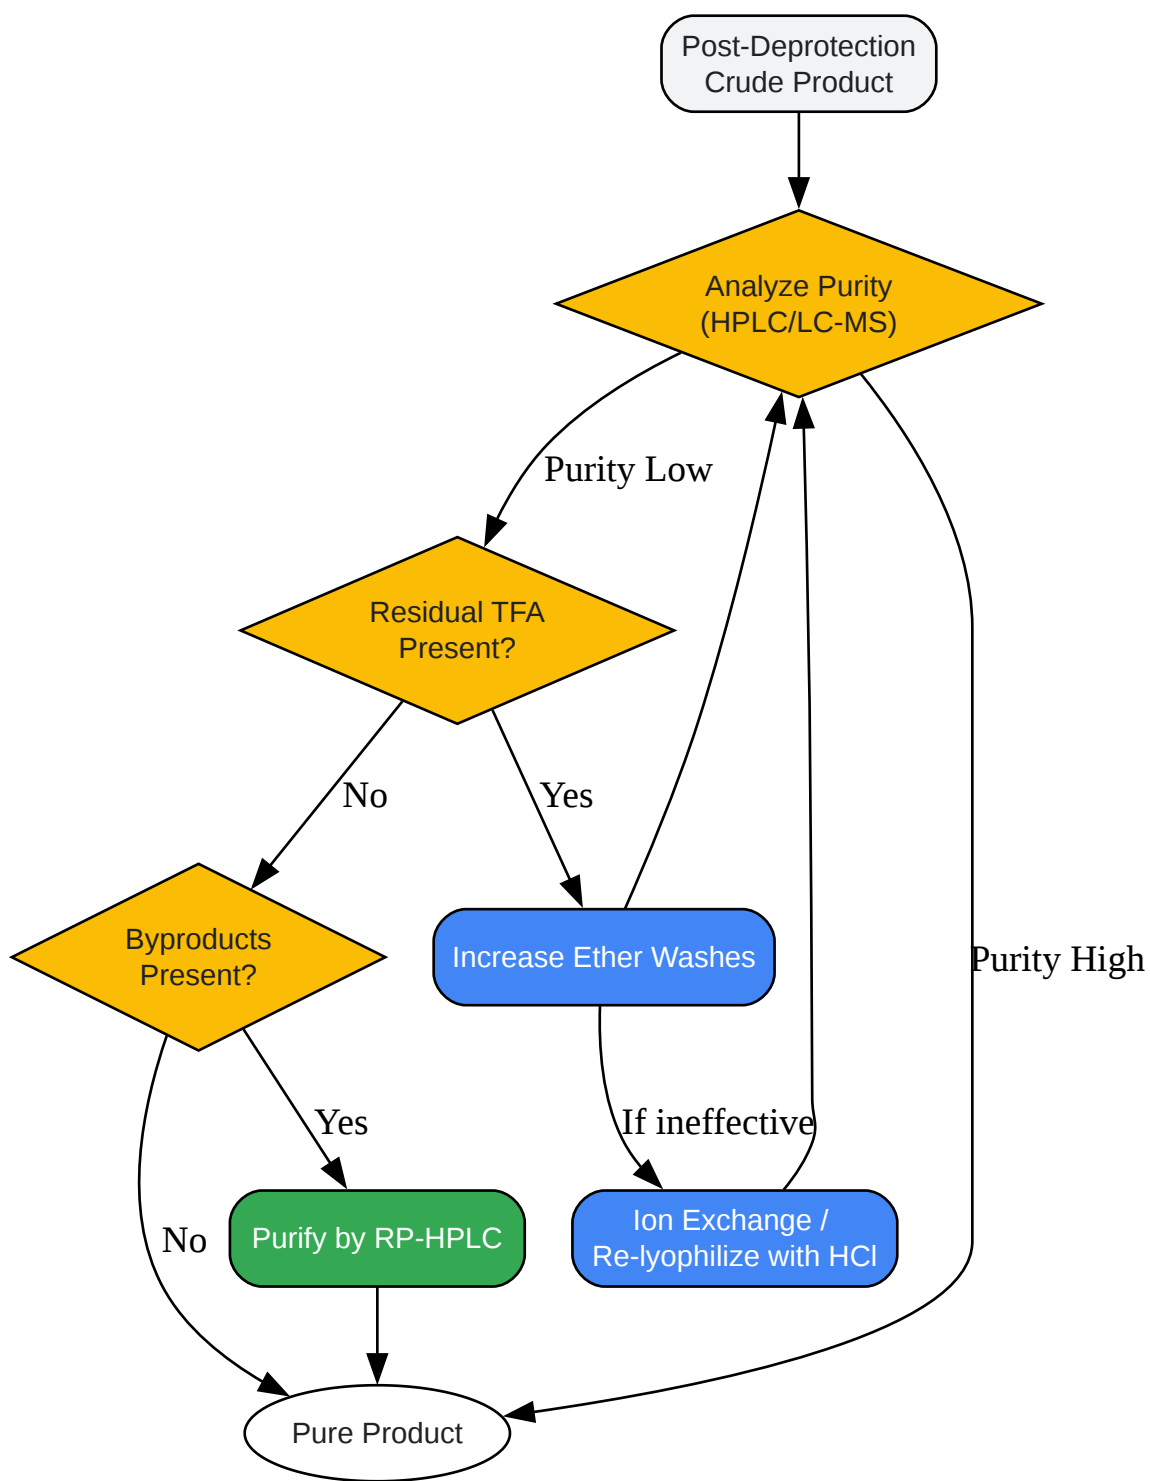 Post-Deprotection
Crude Product
Analyze Purity
(HPLC/LC-MS)
Purity Low
Residual TFA
Present?
No
Yes
Byproducts
Present?
Increase Ether Washes
Purity High
Yes
If ineffective
No
Purify by RP-HPLC
Ion Exchange /
Re-lyophilize with HCl
Pure Product